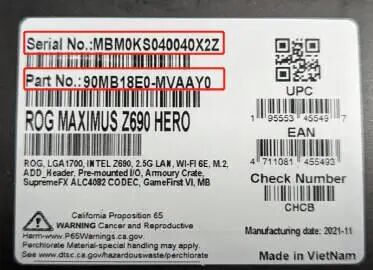 Serial No.:MBM0KS040040X2Z
Part No.:90MB18E0-MVAAY0
ROG MAXIMUS Z690 HERO
ROG, LGA1700, INTEL Z690, 2.5G LAN, WI-FI 6E, M.2,
ADD_Header, Pre-mounted I/O, Armoury Crate,
SupremeFX ALC4082 CODEC, GameFirst VI, MB
California Proposition 65
WARNING Cancer and Reproductive
Harm-www.P65Warnings.ca.gov.
Perchlorate Material-special handling may apply.
See www.dtsc.ca.gov/hazardouswaste/perchlorate
UPC
1 95553 45549 7
EAN
4 711081 455493
Check Number
CHCB
Manufacturing date: 2021-11
Made in VietNam